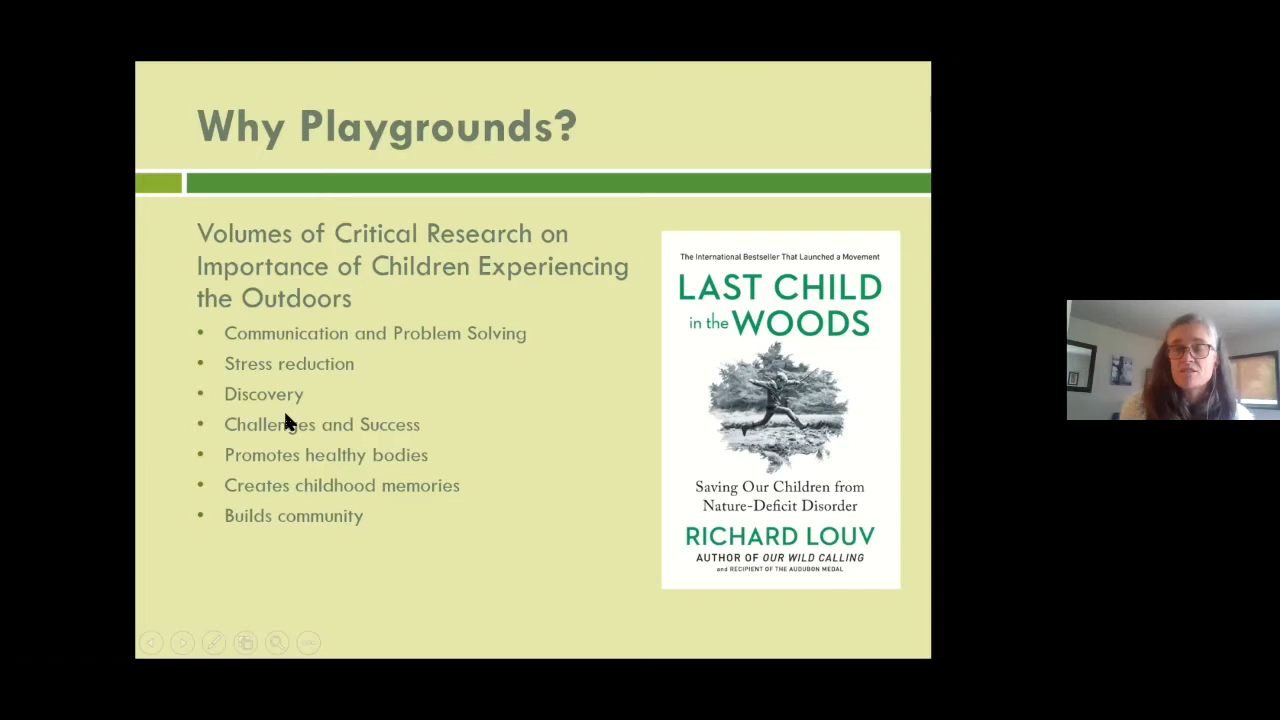 Why Playgrounds?
Volumes of Critical Research on
Importance of Children Experiencing
the Outdoors
• Communication and Problem Solving
• Stress reduction
• Discovery
• Challenges and Success
• Promotes healthy bodies
• Creates childhood memories
• Builds community
The International Bestseller That Launched a Movement
LAST CHILD
in the WOODS
Saving Our Children from
Nature-Deficit Disorder
RICHARD LOUV
AUTHOR OF OUR WILD CALLING
and RECIPIENT OF THE AUDUBON MEDAL